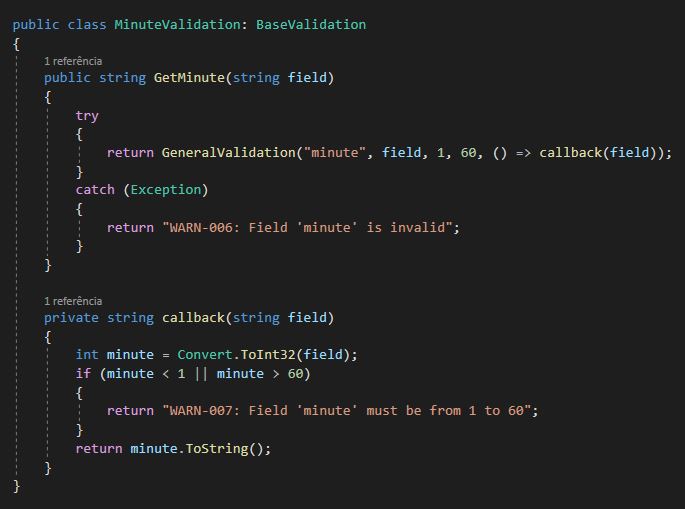 public class MinuteValidation: BaseValidation
{
1 referência
public string GetMinute(string field)
{
try
{
return GeneralValidation("minute", field, 1, 60, () => callback(field));
}
catch (Exception)
{
return "WARN-006: Field 'minute' is invalid";
}
}
1 referência
private string callback(string field)
{
int minute = Convert.ToInt32(field);
if (minute < 1 || minute > 60)
{
return "WARN-007: Field 'minute' must be from 1 to 60";
}
return minute.ToString();
}
}